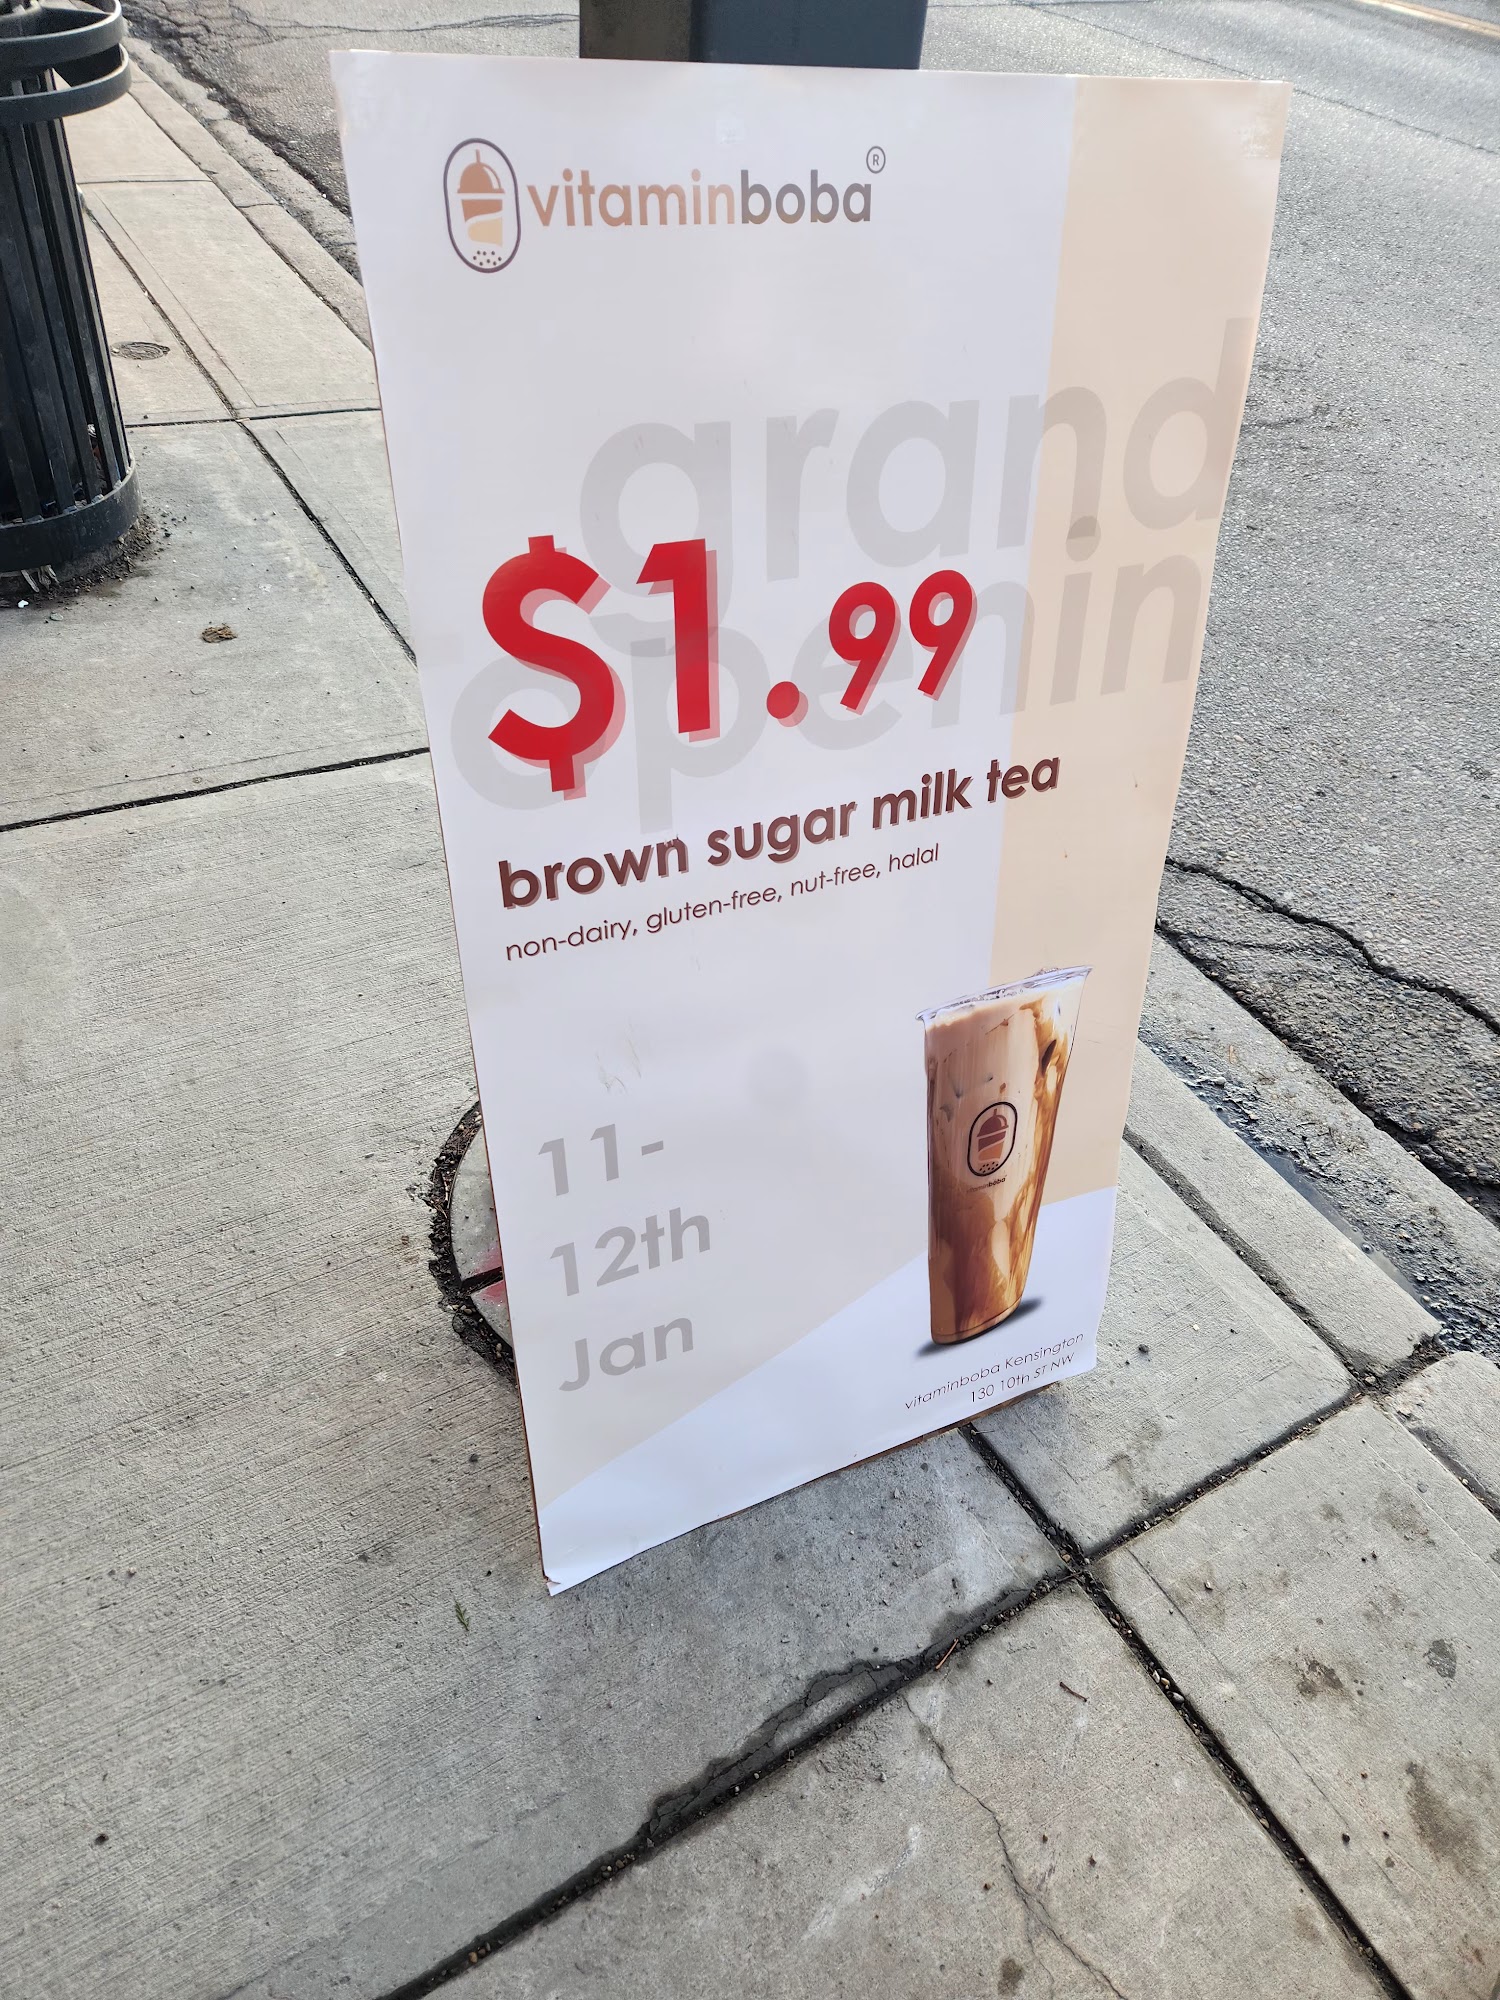 vitaminboba®
grand
openin
$1.99
brown sugar milk tea
non-dairy, gluten-free, nut-free, halal
11-
12th
Jan
vitaminboba
vitaminboba Kensington
130 10th ST NW